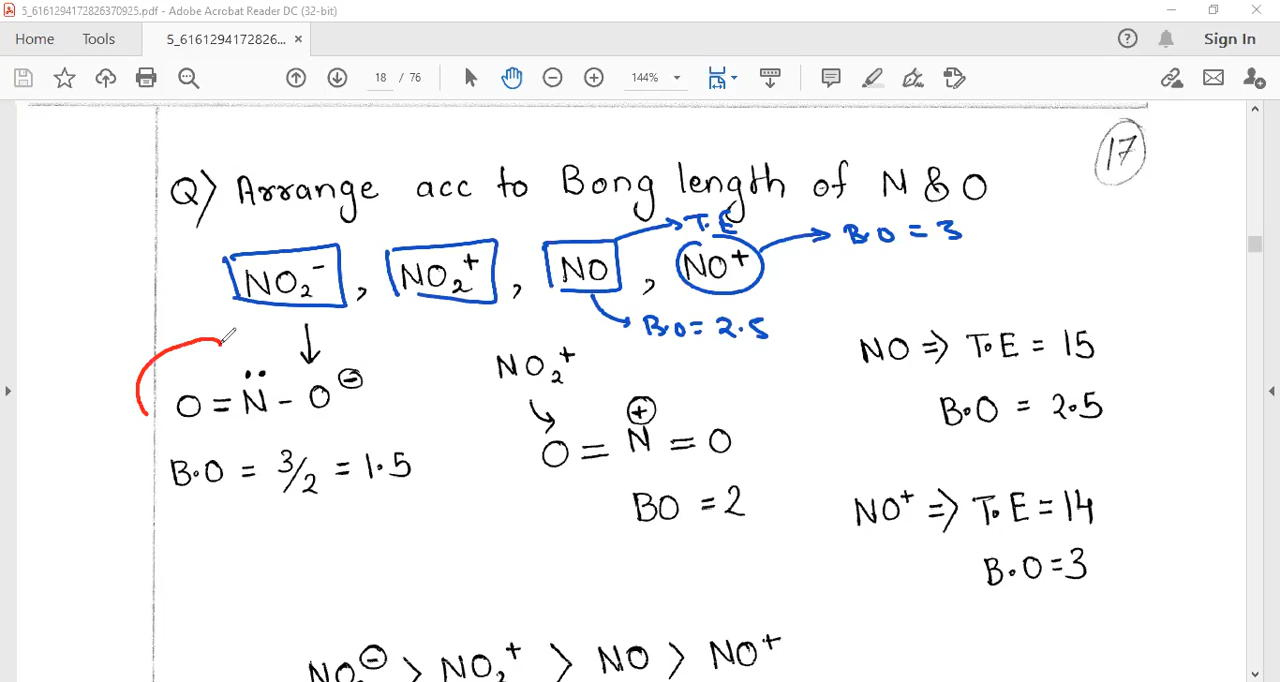 5_6161294172826370925.pdf - Adobe Acrobat Reader DC (32-bit)
Home Tools 5_6161294172826... × Sign In
18 / 76 144%
17
Q) Arrange acc to Bong length of N & O
T.E
B.O = 3
NO₂⁻ , NO₂⁺ , NO , NO⁺
B.O = 2.5
NO ⇒ T.E = 15
B.O = 2.5
NO₂⁺
O = N̈ - O⊖
O = N⊕ = O
B.O = 3/2 = 1.5
BO = 2
NO⁺ ⇒ T.E = 14
B.O = 3
NO₂⊖ > NO₂⁺ > NO > NO⁺